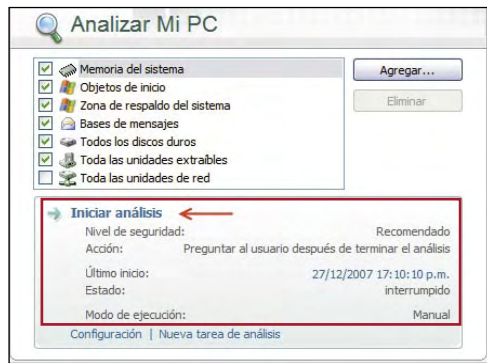 Analizar Mi PC
Memoria del sistema
Objetos de inicio
Zona de respaldo del sistema
Bases de mensajes
Todos los discos duros
Toda las unidades extraíbles
Toda las unidades de red
Agregar...
Eliminar
Iniciar análisis
Nivel de seguridad: Recomendado
Acción: Preguntar al usuario después de terminar el análisis
Último inicio: 27/12/2007 17:10:10 p.m.
Estado: interrumpido
Modo de ejecución: Manual
Configuración | Nueva tarea de análisis